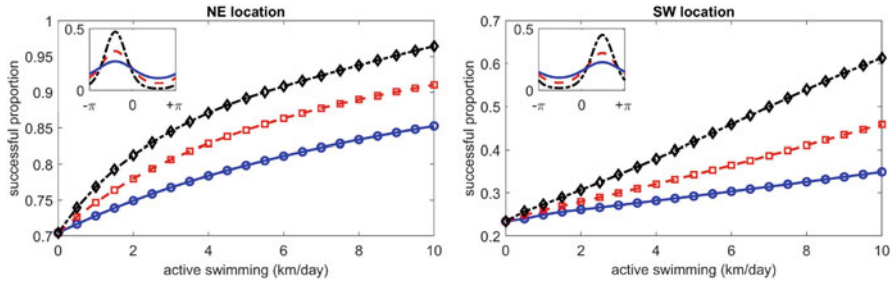 NE location
1
0.95
0.9
0.85
0.8
0.75
0.7
successful proportion
0.5
0
-π 0 +π
0 2 4 6 8 10
active swimming (km/day)
SW location
0.7
0.6
0.5
0.4
0.3
0.2
successful proportion
0.5
0
-π 0 +π
0 2 4 6 8 10
active swimming (km/day)